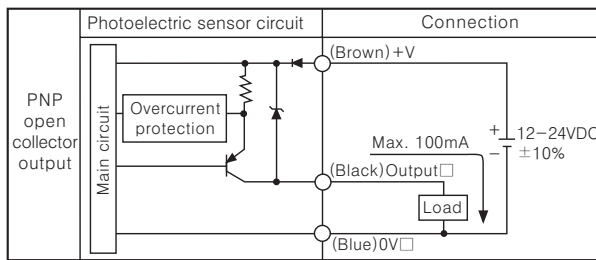 Photoelectric sensor circuit
Connection
PNP
open
collector
output
Main circuit
Overcurrent
protection
(Brown)+V
Max. 100mA
+
−
12−24VDC
±10%
(Black)Output□
Load
(Blue)0V□